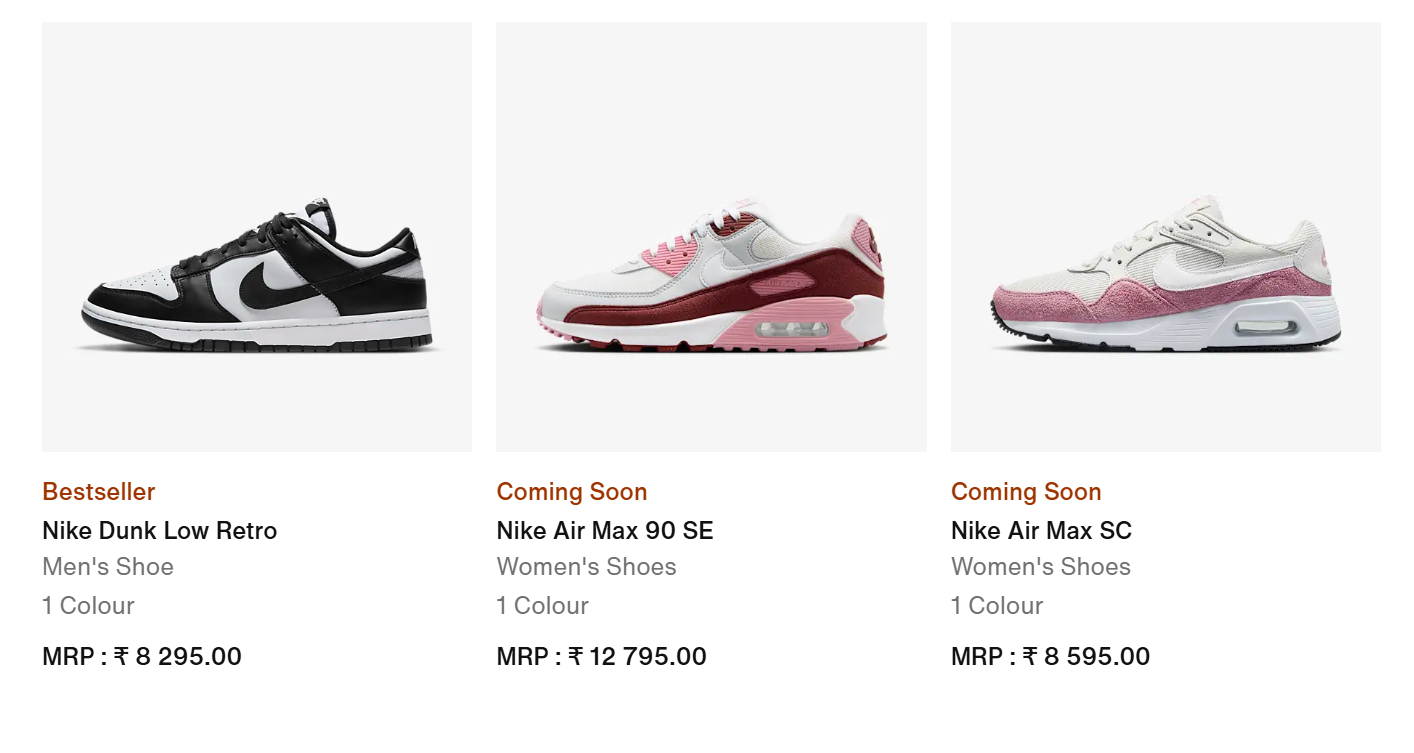 Bestseller
Nike Dunk Low Retro
Men's Shoe
1 Colour
MRP : ₹ 8 295.00
Coming Soon
Nike Air Max 90 SE
Women's Shoes
1 Colour
MRP : ₹ 12 795.00
Coming Soon
Nike Air Max SC
Women's Shoes
1 Colour
MRP : ₹ 8 595.00